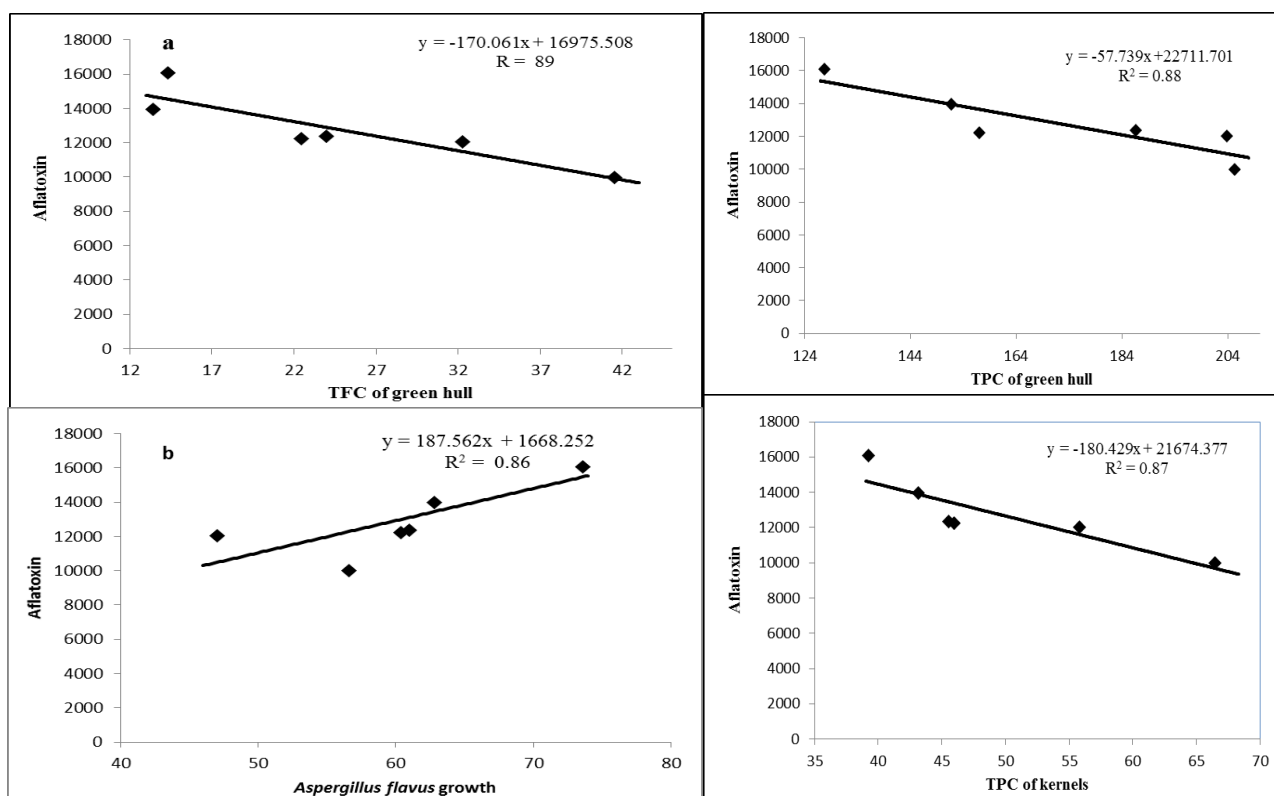 a
y = -170.061x + 16975.508
R = 89
18000
16000
14000
12000
10000
8000
6000
4000
2000
0
Aflatoxin
12 17 22 27 32 37 42
TFC of green hull
y = -57.739x +22711.701
R² = 0.88
18000
16000
14000
12000
10000
8000
6000
4000
2000
0
Aflatoxin
124 144 164 184 204
TPC of green hull
b
y = 187.562x + 1668.252
R² = 0.86
18000
16000
14000
12000
10000
8000
6000
4000
2000
0
Aflatoxin
40 50 60 70 80
Aspergillus flavus growth
y = -180.429x + 21674.377
R² = 0.87
18000
16000
14000
12000
10000
8000
6000
4000
2000
0
Aflatoxin
35 40 45 50 55 60 65 70
TPC of kernels